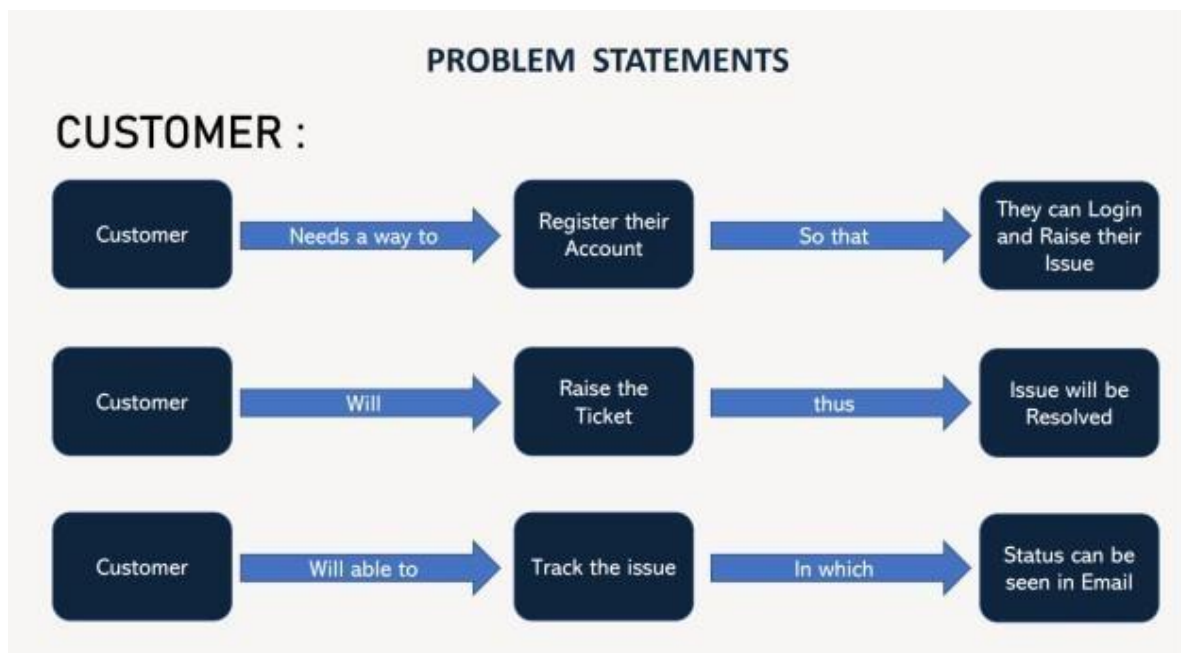 PROBLEM STATEMENTS
CUSTOMER :
Customer
Needs a way to
Register their
Account
So that
They can Login
and Raise their
Issue
Customer
Will
Raise the
Ticket
thus
Issue will be
Resolved
Customer
Will able to
Track the issue
In which
Status can be
seen in Email